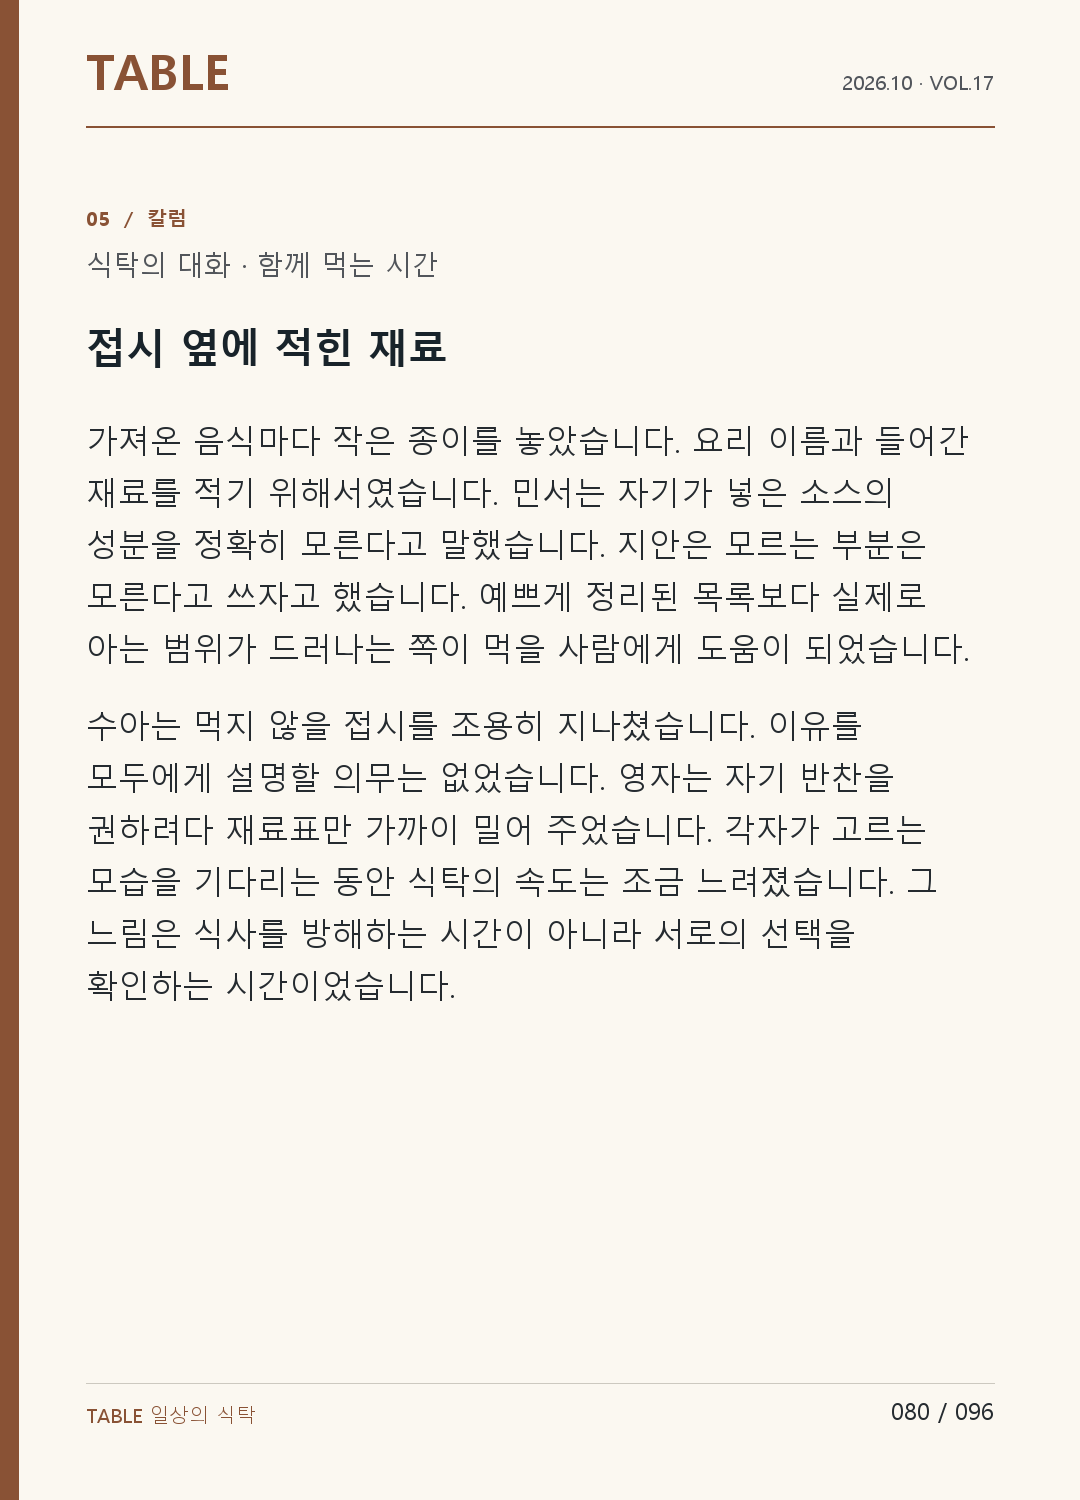 TABLE
2026.10 · VOL.17
05 / 칼럼
식탁의 대화 · 함께 먹는 시간
접시 옆에 적힌 재료
가져온 음식마다 작은 종이를 놓았습니다. 요리 이름과 들어간
재료를 적기 위해서였습니다. 민서는 자기가 넣은 소스의
성분을 정확히 모른다고 말했습니다. 지안은 모르는 부분은
모른다고 쓰자고 했습니다. 예쁘게 정리된 목록보다 실제로
아는 범위가 드러나는 쪽이 먹을 사람에게 도움이 되었습니다.
수아는 먹지 않을 접시를 조용히 지나쳤습니다. 이유를
모두에게 설명할 의무는 없었습니다. 영자는 자기 반찬을
권하려다 재료표만 가까이 밀어 주었습니다. 각자가 고르는
모습을 기다리는 동안 식탁의 속도는 조금 느려졌습니다. 그
느림은 식사를 방해하는 시간이 아니라 서로의 선택을
확인하는 시간이었습니다.
TABLE 일상의 식탁
080 / 096